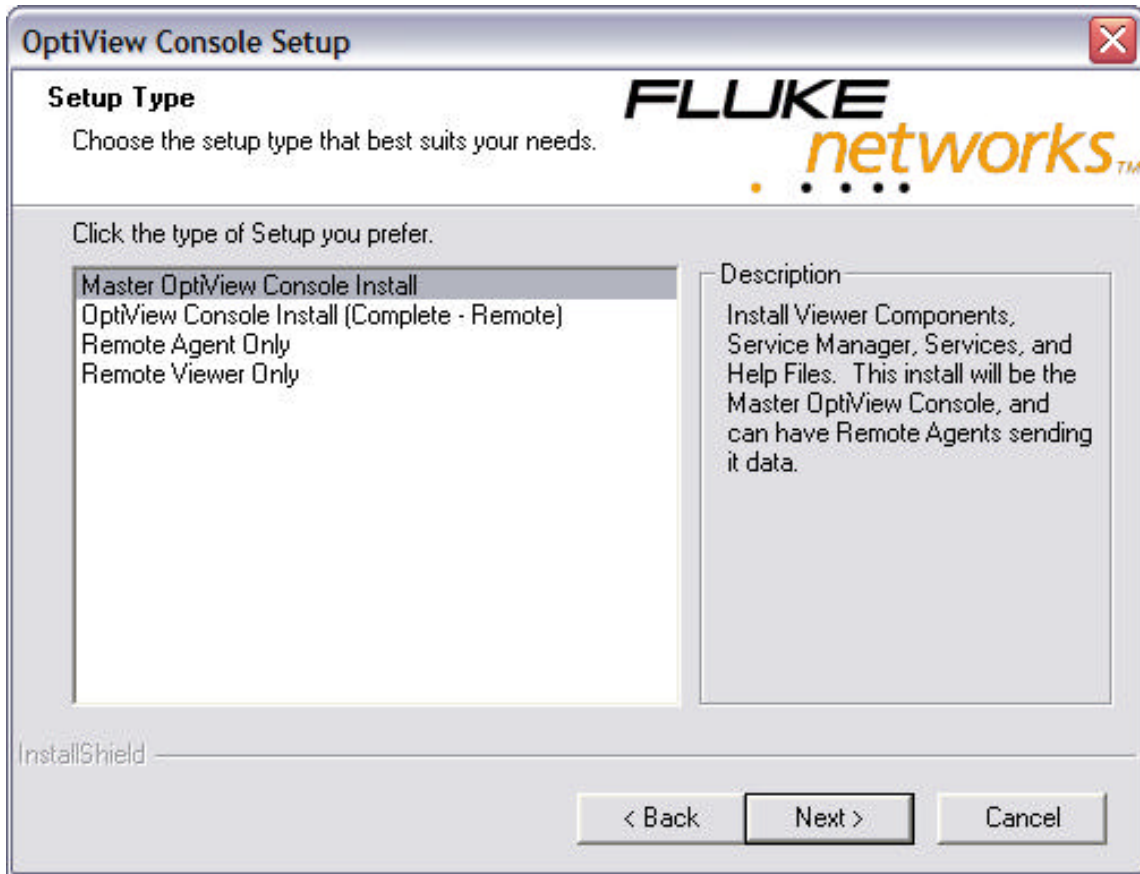 OptiView Console Setup
Setup Type
Choose the setup type that best suits your needs.
FLUKE
networks™
Click the type of Setup you prefer.
Master OptiView Console Install
OptiView Console Install (Complete - Remote)
Remote Agent Only
Remote Viewer Only
Description
Install Viewer Components,
Service Manager, Services, and
Help Files.  This install will be the
Master OptiView Console, and
can have Remote Agents sending
it data.
InstallShield
< Back
Next >
Cancel